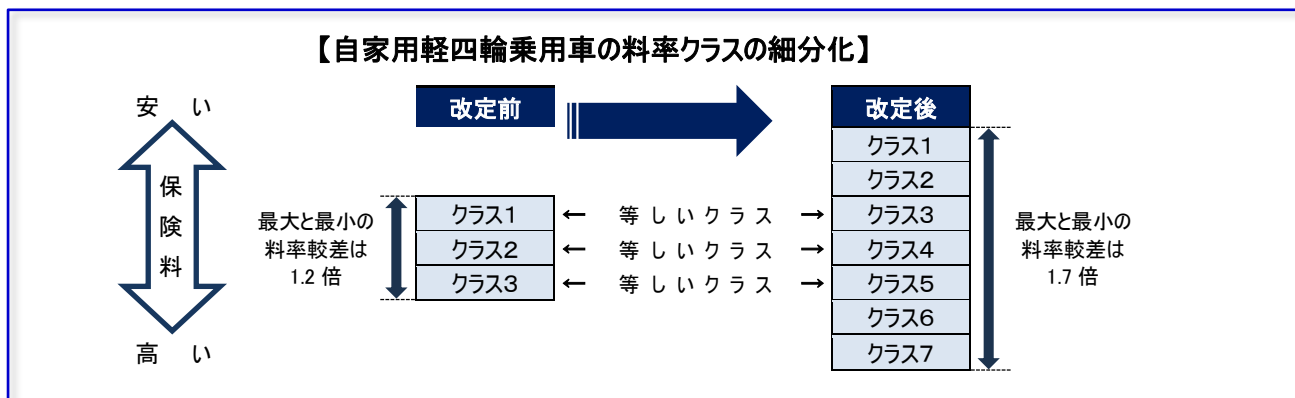 【自家用軽四輪乗用車の料率クラスの細分化】
安 い
保険料
高 い
最大と最小の
料率較差は
1.2 倍
改定前
クラス1
クラス2
クラス3
← 等しいクラス →
← 等しいクラス →
← 等しいクラス →
改定後
クラス1
クラス2
クラス3
クラス4
クラス5
クラス6
クラス7
最大と最小の
料率較差は
1.7 倍